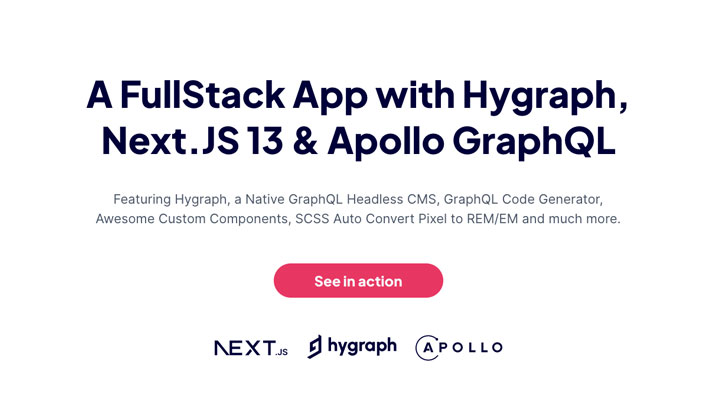 A FullStack App with Hygraph,
Next.JS 13 & Apollo GraphQL
Featuring Hygraph, a Native GraphQL Headless CMS, GraphQL Code Generator,
Awesome Custom Components, SCSS Auto Convert Pixel to REM/EM and much more.
See in action
NEXT.JS hygraph APOLLO